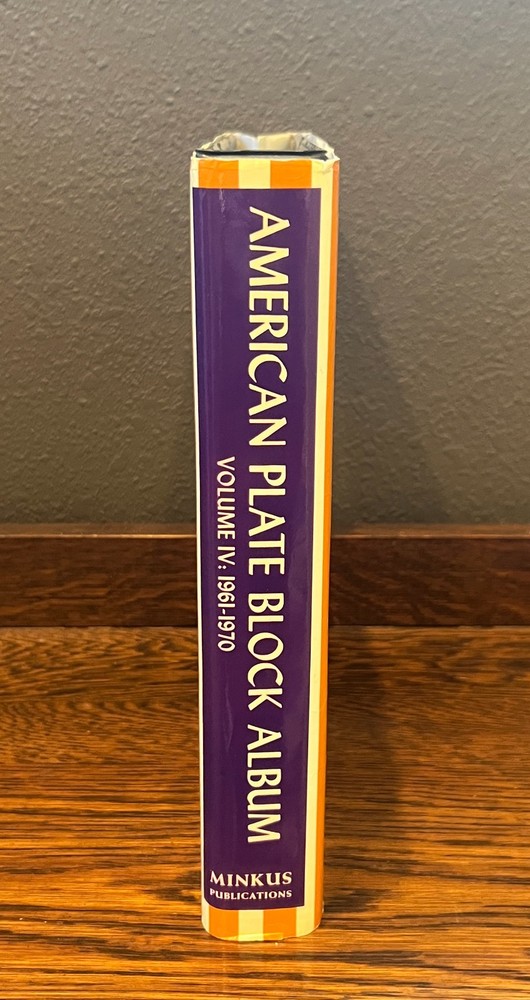 AMERICAN PLATE BLOCK ALBUM
VOLUME IV: 1961-1970
MINKUS
PUBLICATIONS